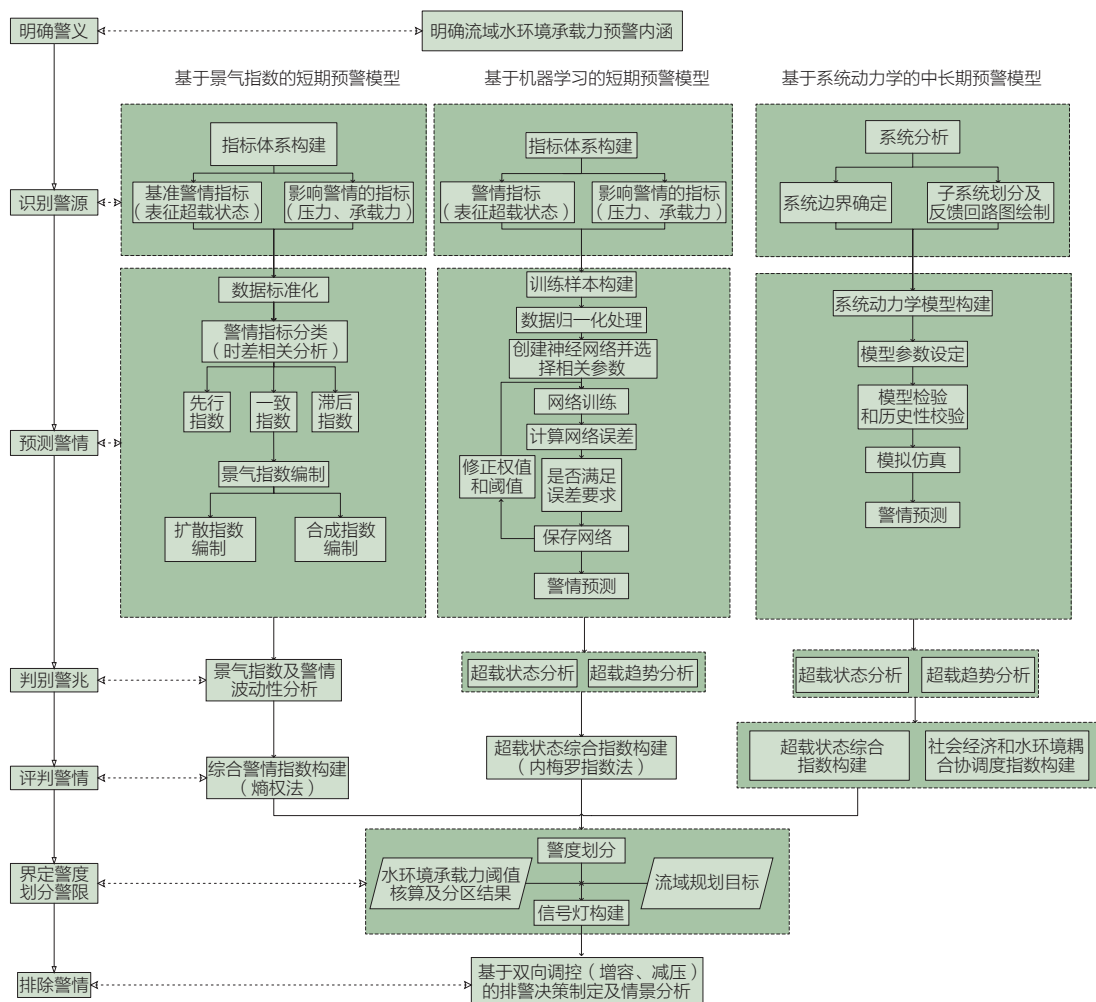 明确警义
明确流域水环境承载力预警内涵
基于景气指数的短期预警模型
基于机器学习的短期预警模型
基于系统动力学的中长期预警模型
识别警源
指标体系构建
基准警情指标
（表征超载状态）
影响警情的指标
（压力、承载力）
指标体系构建
警情指标
（表征超载状态）
影响警情的指标
（压力、承载力）
系统分析
系统边界确定
子系统划分及
反馈回路图绘制
预测警情
数据标准化
警情指标分类
（时差相关分析）
先行
指数
一致
指数
滞后
指数
景气指数编制
扩散指数
编制
合成指数
编制
训练样本构建
数据归一化处理
创建神经网络并选
择相关参数
网络训练
计算网络误差
修正权值
和阈值
是否满足
误差要求
保存网络
警情预测
系统动力学模型构建
模型参数设定
模型检验
和历史性校验
模拟仿真
警情预测
判别警兆
景气指数及警情
波动性分析
超载状态分析
超载趋势分析
超载状态分析
超载趋势分析
评判警情
综合警情指数构建
（熵权法）
超载状态综合指数构建
（内梅罗指数法）
超载状态综合
指数构建
社会经济和水环境耦
合协调度指数构建
界定警度
划分警限
警度划分
水环境承载力阈值
核算及分区结果
流域规划目标
信号灯构建
排除警情
基于双向调控（增容、减压）
的排警决策制定及情景分析